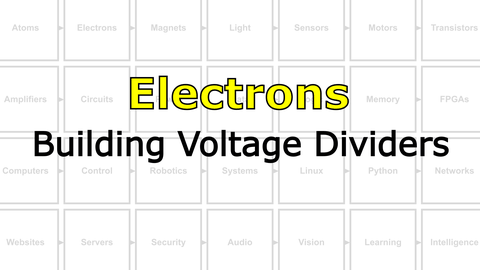 Atoms Electrons Magnets Light Sensors Motors Transistors
Electrons
Amplifiers Circuits Memory FPGAs
Building Voltage Dividers
Computers Control Robotics Systems Linux Python Networks
Websites Servers Security Audio Vision Learning Intelligence